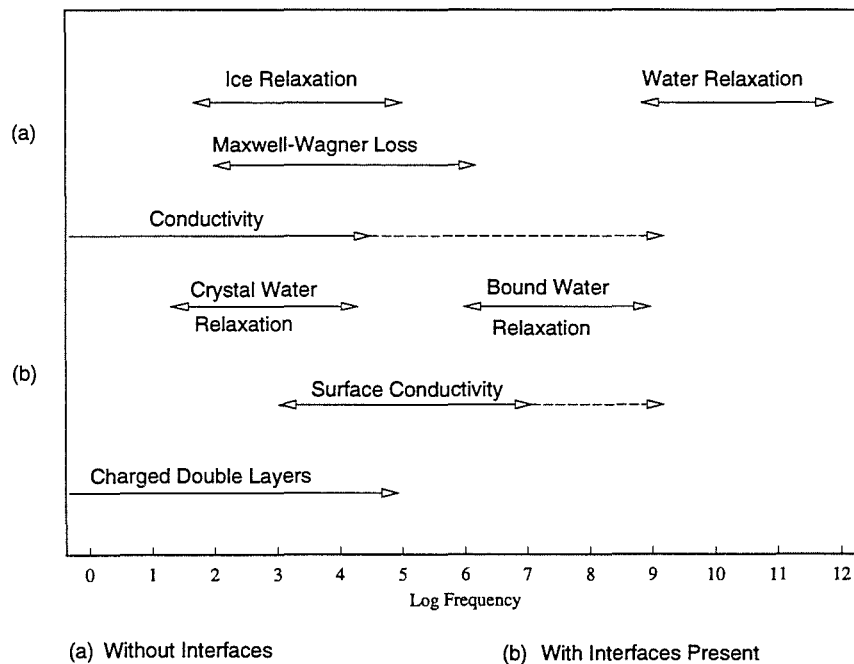 Ice Relaxation
Water Relaxation
(a)
Maxwell-Wagner Loss
Conductivity
Crystal Water
Relaxation
Bound Water
Relaxation
(b)
Surface Conductivity
Charged Double Layers
0 1 2 3 4 5 6 7 8 9 10 11 12
Log Frequency
(a) Without Interfaces
(b) With Interfaces Present